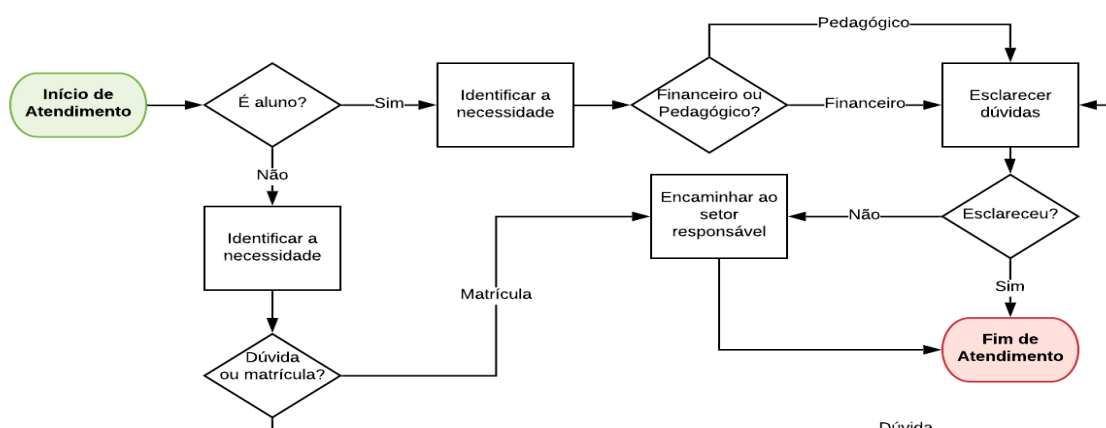 Pedagógico
Início de
Atendimento
É aluno?
Sim
Identificar a
necessidade
Financeiro ou
Pedagógico?
Financeiro
Esclarecer
dúvidas
Não
Identificar a
necessidade
Encaminhar ao
setor
responsável
Não
Esclareceu?
Matrícula
Sim
Dúvida
ou matrícula?
Fim de
Atendimento
Dúvida